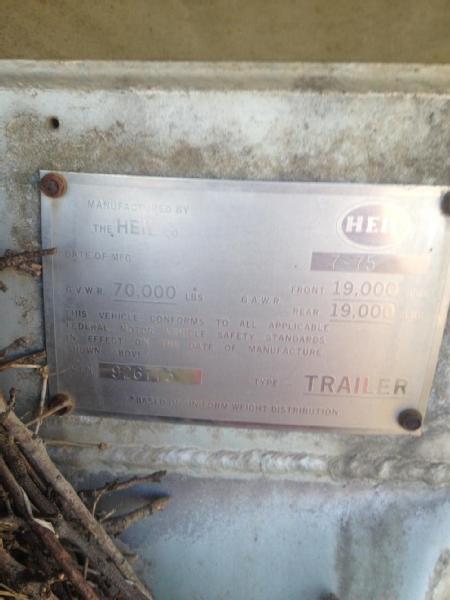 MANUFACTURED BY
THE HEIL CO
HEIL
DATE OF MFG 7-75
G.V.W.R. 70,000 LBS G.A.W.R. FRONT 19,000
REAR 19,000
THIS VEHICLE CONFORMS TO ALL APPLICABLE
FEDERAL MOTOR VEHICLE SAFETY STANDARDS
IN EFFECT ON THE DATE OF MANUFACTURE
SHOWN ABOVE
TYPE TRAILER
*BASED ON UNIFORM WEIGHT DISTRIBUTION